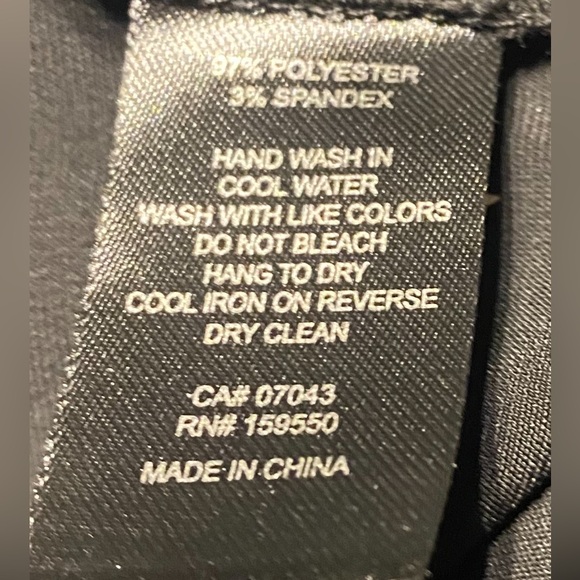 97% POLYESTER
3% SPANDEX
HAND WASH IN
COOL WATER
WASH WITH LIKE COLORS
DO NOT BLEACH
HANG TO DRY
COOL IRON ON REVERSE
DRY CLEAN
CA# 07043
RN# 159550
MADE IN CHINA